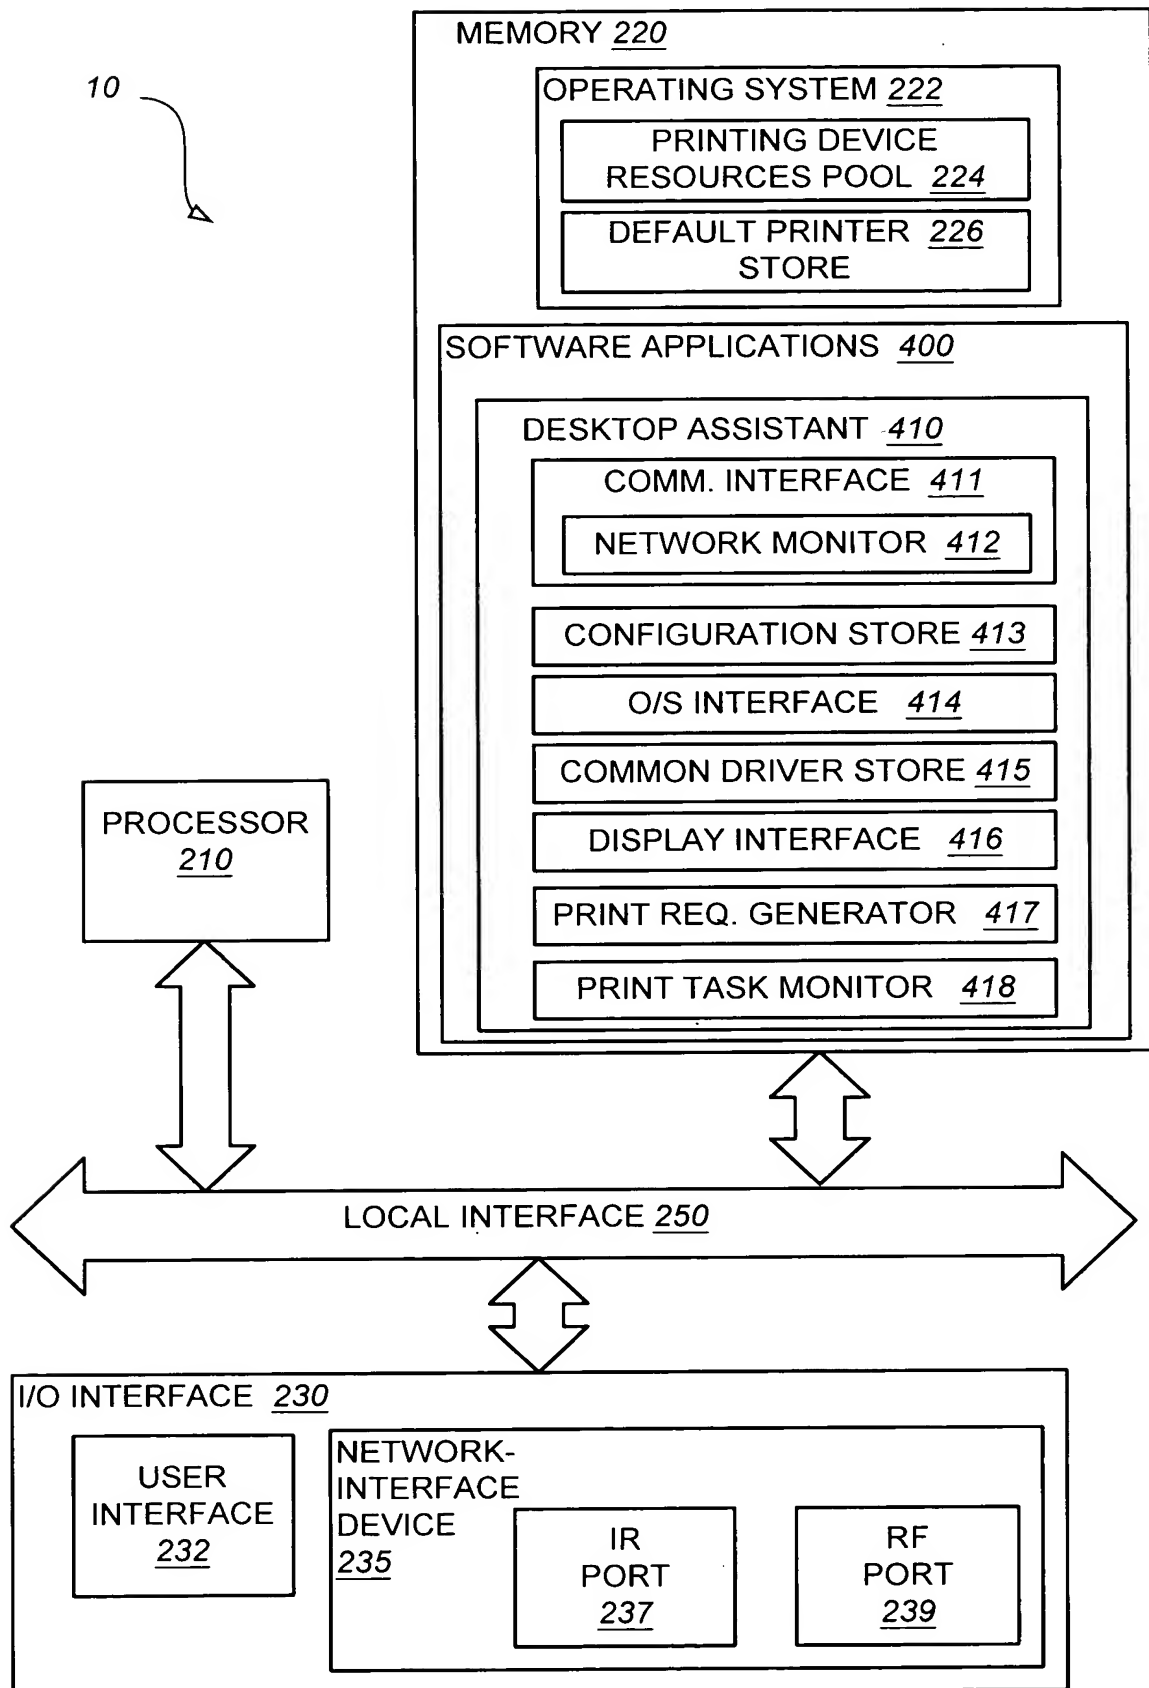 10
MEMORY 220
OPERATING SYSTEM 222
PRINTING DEVICE
RESOURCES POOL 224
DEFAULT PRINTER 226
STORE
SOFTWARE APPLICATIONS 400
DESKTOP ASSISTANT 410
COMM. INTERFACE 411
NETWORK MONITOR 412
CONFIGURATION STORE 413
O/S INTERFACE 414
COMMON DRIVER STORE 415
DISPLAY INTERFACE 416
PRINT REQ. GENERATOR 417
PRINT TASK MONITOR 418
PROCESSOR
210
LOCAL INTERFACE 250
I/O INTERFACE 230
USER
INTERFACE
232
NETWORK-
INTERFACE
DEVICE
235
IR
PORT
237
RF
PORT
239